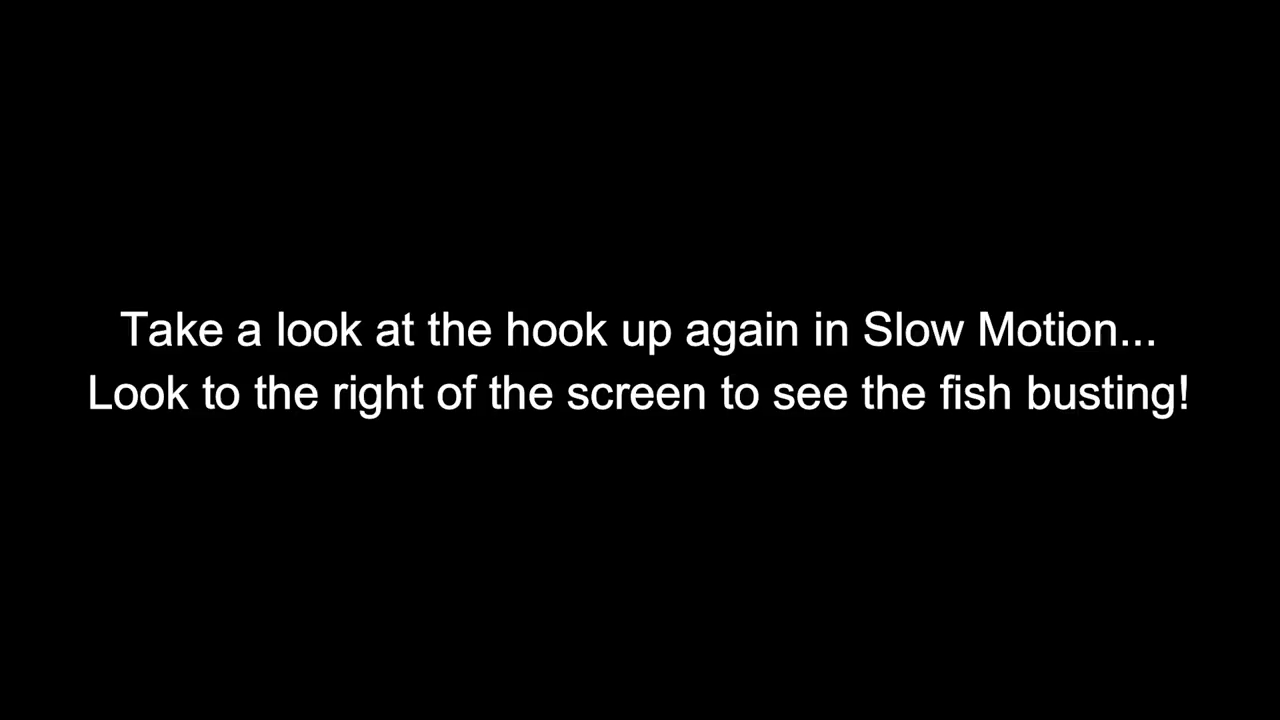 Take a look at the hook up again in Slow Motion...
Look to the right of the screen to see the fish busting!